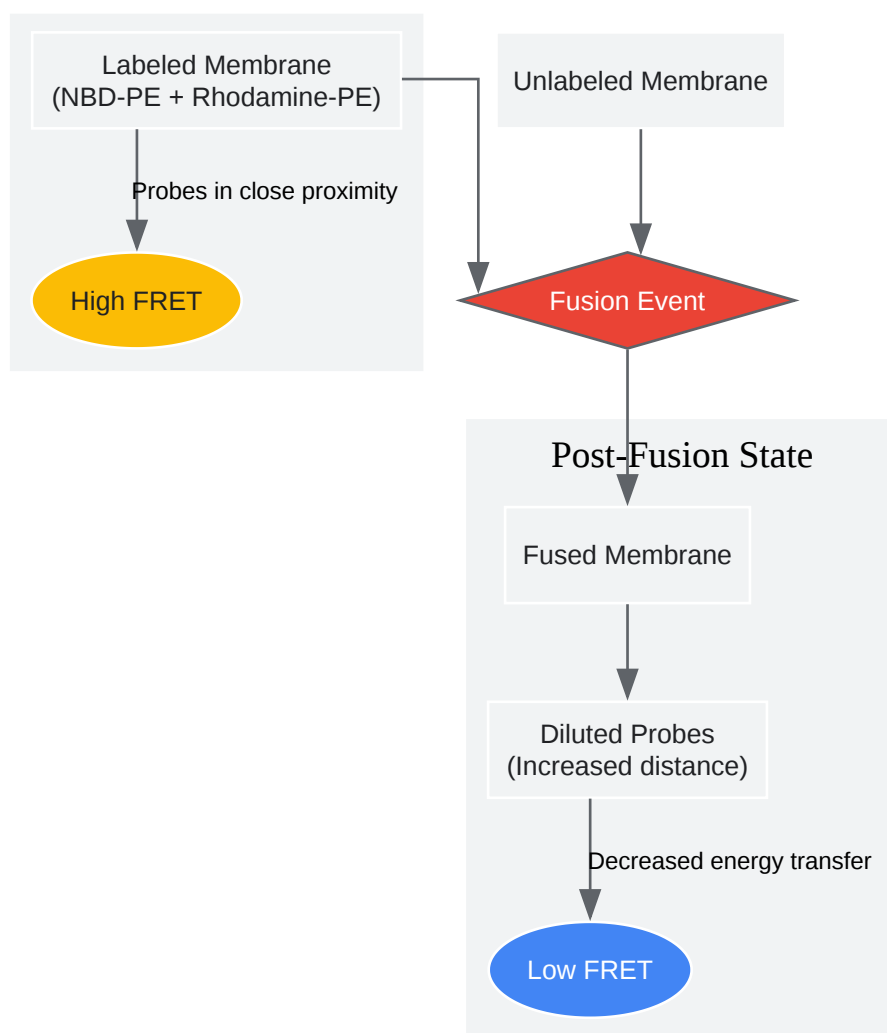 Labeled Membrane
(NBD-PE + Rhodamine-PE)
Unlabeled Membrane
Probes in close proximity
High FRET
Fusion Event
Post-Fusion State
Fused Membrane
Diluted Probes
(Increased distance)
Decreased energy transfer
Low FRET